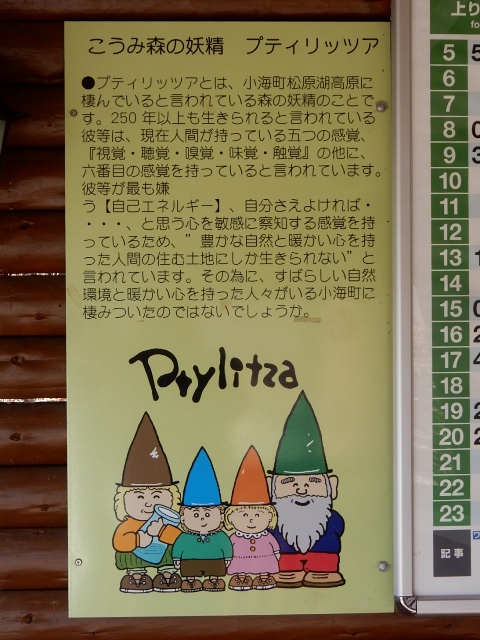 こうみ森の妖精　プティリッツア
●プティリッツアとは、小海町松原湖高原に
棲んでいると言われている森の妖精のことで
す。250 年以上も生きられると言われている
彼等は、現在人間が持っている五つの感覚、
『視覚・聴覚・嗅覚・味覚・触覚』の他に、
六番目の感覚を持っていると言われています。
彼等が最も嫌
う【自己エネルギー】、自分さえよければ・
・・・、と思う心を敏感に察知する感覚を持
っているため、”豊かな自然と暖かい心を持
った人間の住む土地にしか生きられない”と
言われています。その為に、すばらしい自然
環境と暖かい心を持った人々がいる小海町に
棲みついたのではないでしょうか。
Ptylitza
上り
5
6
7
8
9
10
11
12
13
14
15
16
17
18
19
20
21
22
23
記事